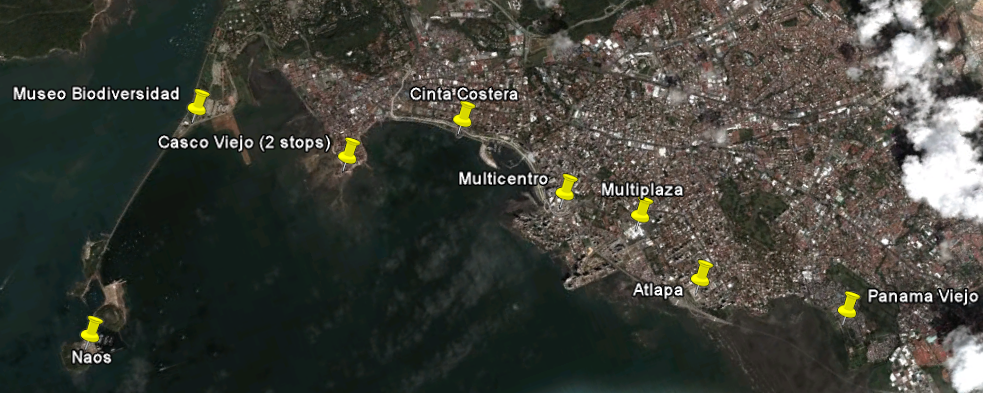 Museo Biodiversidad
Cinta Costera
Casco Viejo (2 stops)
Multicentro
Multiplaza
Atlapa
Panama Viejo
Naos